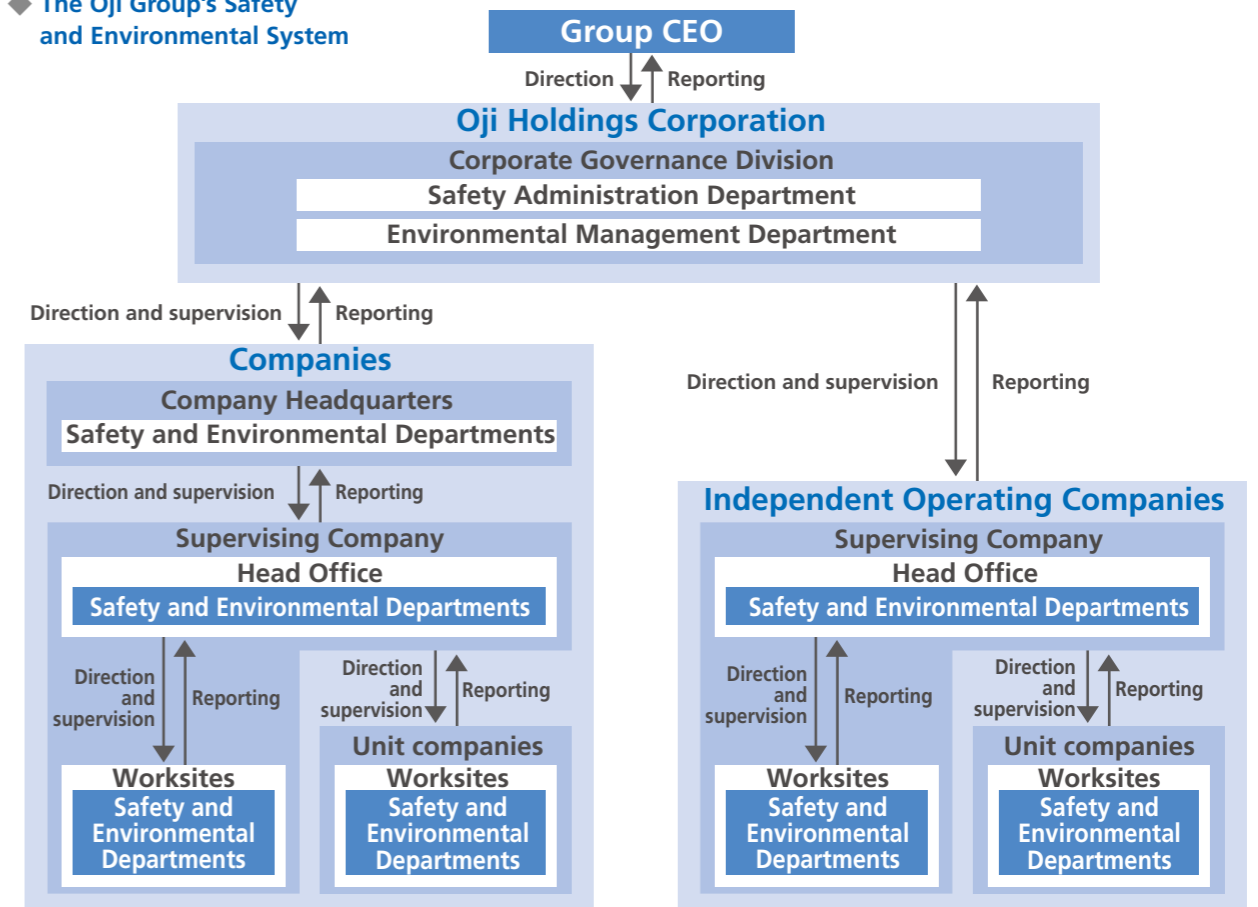 The Oji Group's Safety
and Environmental System
Group CEO
Direction
Reporting
Oji Holdings Corporation
Corporate Governance Division
Safety Administration Department
Environmental Management Department
Direction and supervision
Reporting
Companies
Company Headquarters
Safety and Environmental Departments
Direction and supervision
Reporting
Supervising Company
Head Office
Safety and Environmental Departments
Direction
and
supervision
Reporting
Direction
and
supervision
Reporting
Worksites
Safety and
Environmental
Departments
Unit companies
Worksites
Safety and
Environmental
Departments
Direction and supervision
Reporting
Independent Operating Companies
Supervising Company
Head Office
Safety and Environmental Departments
Direction
and
supervision
Reporting
Direction
and
supervision
Reporting
Worksites
Safety and
Environmental
Departments
Unit companies
Worksites
Safety and
Environmental
Departments